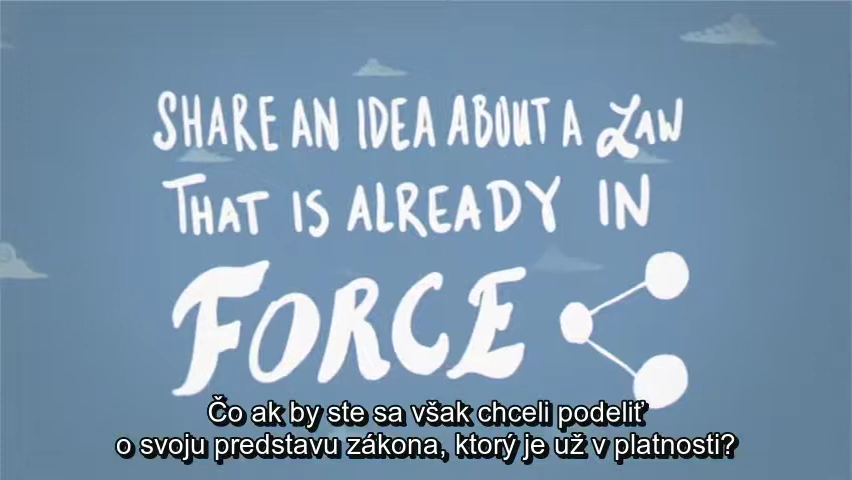 SHARE AN IDEA ABOUT A LAW
THAT IS ALREADY IN
FORCE
Čo ak by ste sa však chceli podeliť
o svoju predstavu zákona, ktorý je už v platnosti?